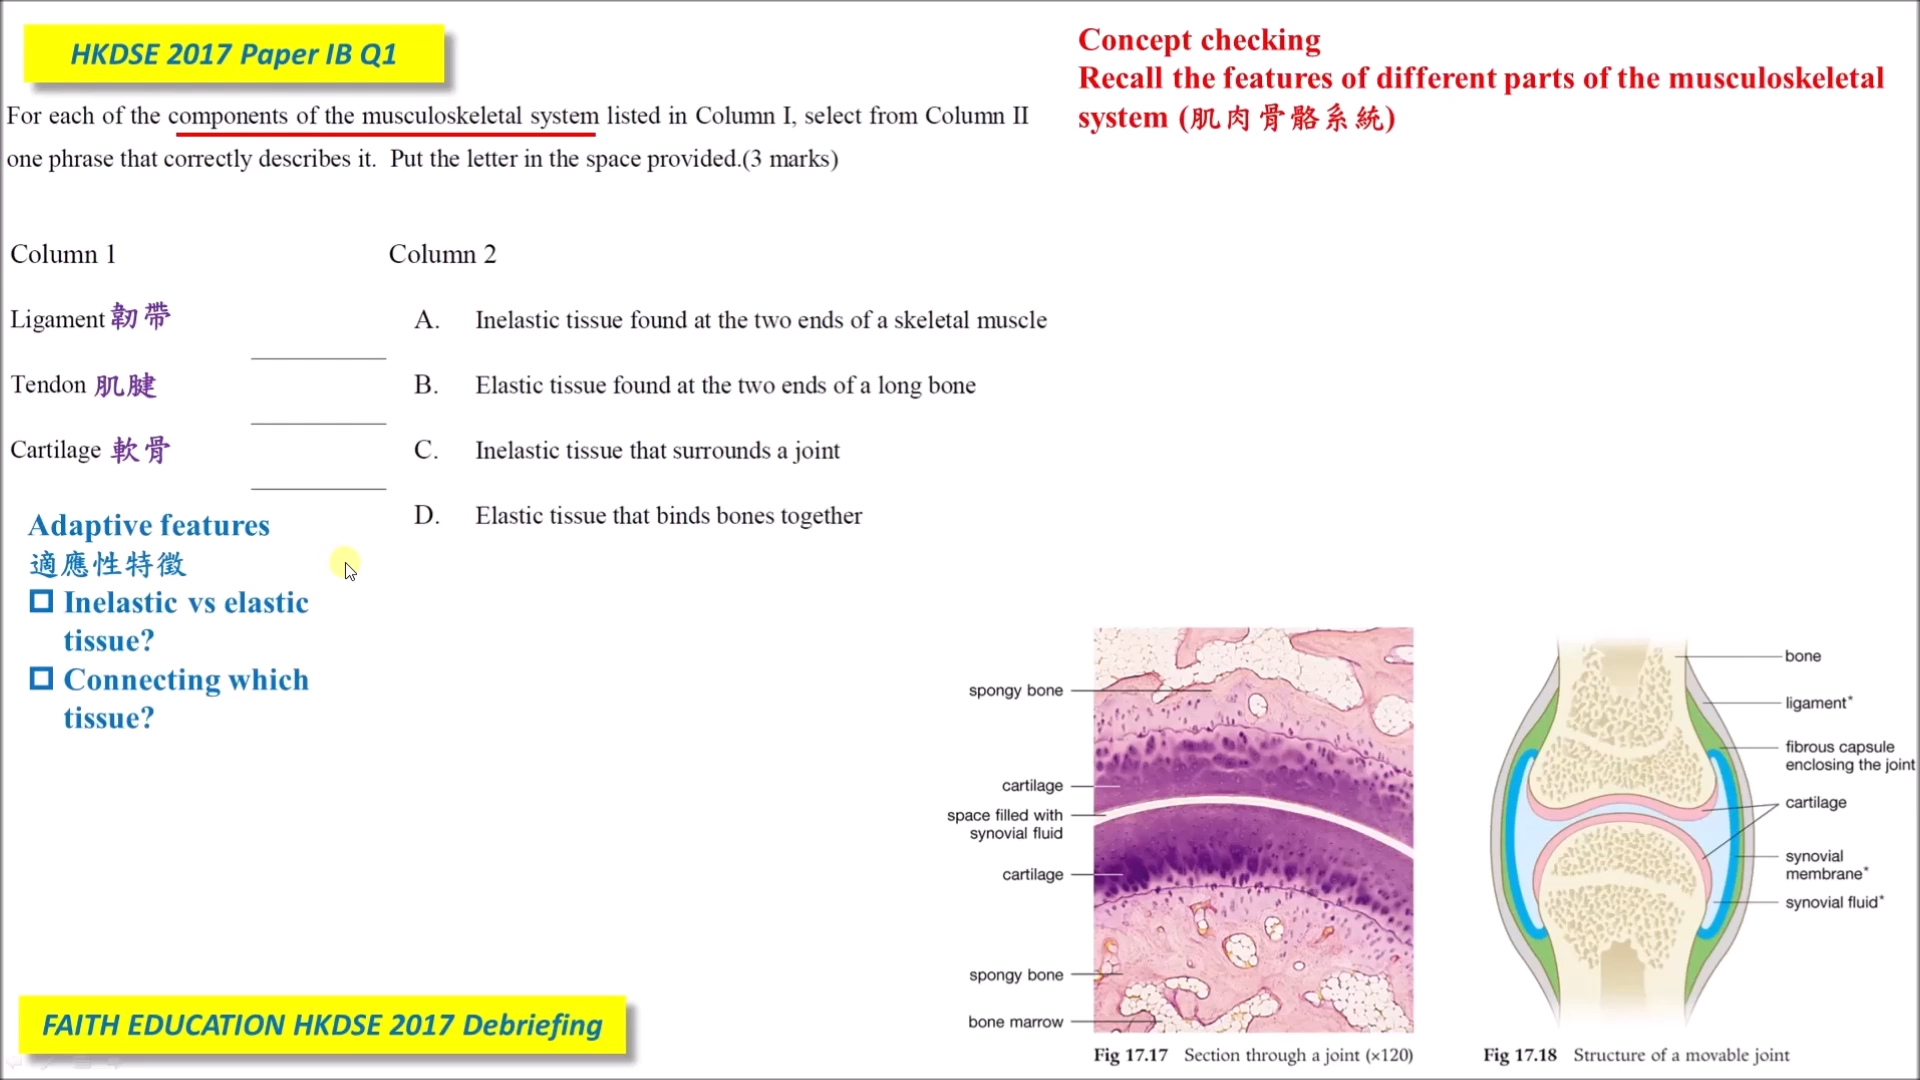 HKDSE 2017 Paper IB Q1
Concept checking
Recall the features of different parts of the musculoskeletal
system (肌肉骨骼系統)
For each of the components of the musculoskeletal system listed in Column I, select from Column II
one phrase that correctly describes it.  Put the letter in the space provided.(3 marks)
Column 1
Column 2
Ligament 韌帶
A. Inelastic tissue found at the two ends of a skeletal muscle
Tendon 肌腱
B. Elastic tissue found at the two ends of a long bone
Cartilage 軟骨
C. Inelastic tissue that surrounds a joint
D. Elastic tissue that binds bones together
Adaptive features
適應性特徵
Inelastic vs elastic
tissue?
Connecting which
tissue?
spongy bone
cartilage
space filled with
synovial fluid
cartilage
spongy bone
bone marrow
Fig 17.17 Section through a joint (×120)
bone
ligament*
fibrous capsule
enclosing the joint
cartilage
synovial
membrane*
synovial fluid*
Fig 17.18 Structure of a movable joint
FAITH EDUCATION HKDSE 2017 Debriefing